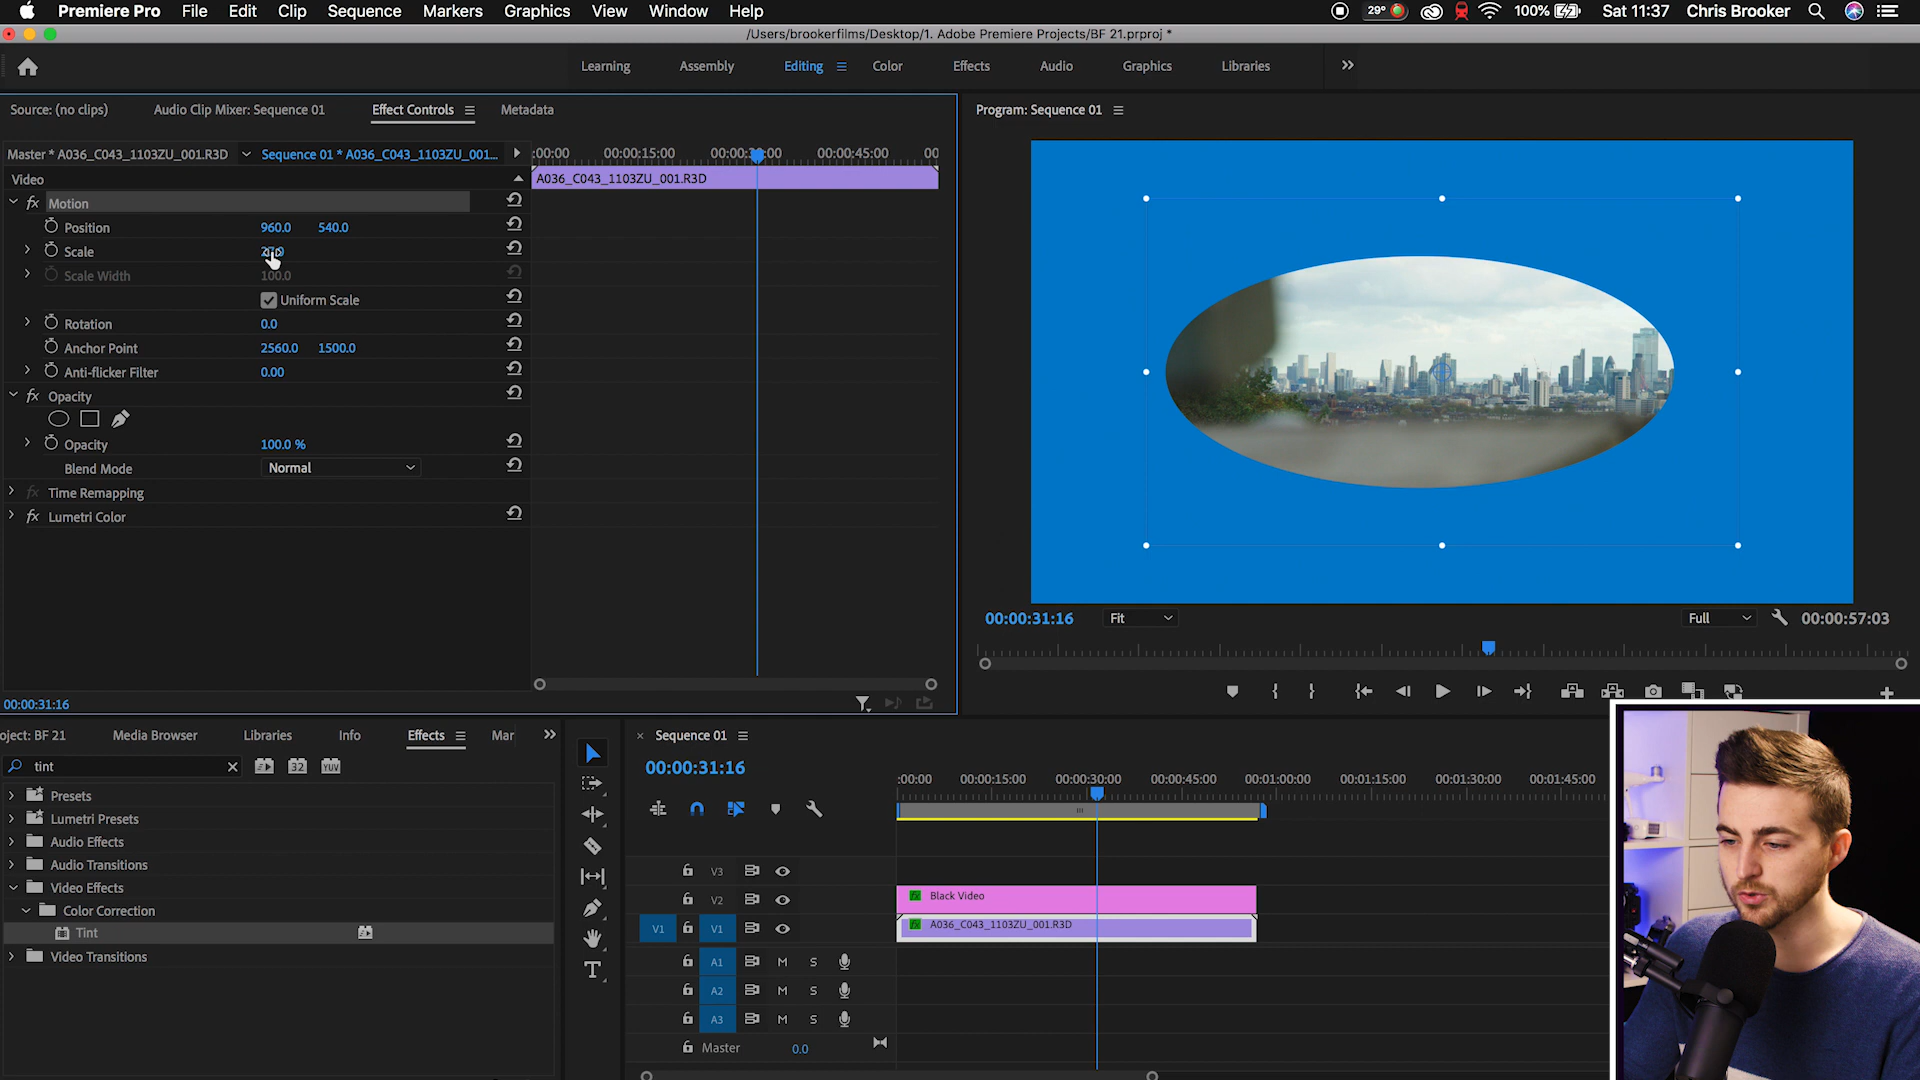 Premiere Pro File Edit Clip Sequence Markers Graphics View Window Help 29° 100% Sat 11:37 Chris Brooker
/Users/brookerfilms/Desktop/1. Adobe Premiere Projects/BF 21.prproj *
Learning Assembly Editing Color Effects Audio Graphics Libraries
Source: (no clips) Audio Clip Mixer: Sequence 01 Effect Controls Metadata
Program: Sequence 01
Master * A036_C043_1103ZU_001.R3D Sequence 01 * A036_C043_1103ZU_001... :00:00 00:00:15:00 00:00:45:00 00
Video
A036_C043_1103ZU_001.R3D
fx Motion
Position 960.0 540.0
Scale
Scale Width 100.0
Uniform Scale
Rotation 0.0
Anchor Point 2560.0 1500.0
Anti-flicker Filter 0.00
fx Opacity
Opacity 100.0 %
Blend Mode Normal
fx Time Remapping
fx Lumetri Color
00:00:31:16 Fit Full 00:00:57:03
00:00:31:16
oject: BF 21 Media Browser Libraries Info Effects Mar
tint 32 YUV
Presets
Lumetri Presets
Audio Effects
Audio Transitions
Video Effects
Color Correction
Tint
Video Transitions
× Sequence 01
00:00:31:16
:00:00 00:00:15:00 00:00:30:00 00:00:45:00 00:01:00:00 00:01:15:00 00:01:30:00 00:01:45:00
V3
V2 fx Black Video
V1 V1 fx A036_C043_1103ZU_001.R3D
A1 M S
A2 M S
A3 M S
Master 0.0